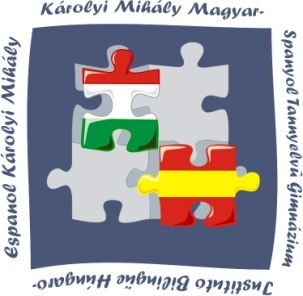 Károlyi Mihály Magyar-
Spanyol Tannyelvű Gimnázium
Instituto Bilingüe Húngaro-
Espanol Károlyi Mihály